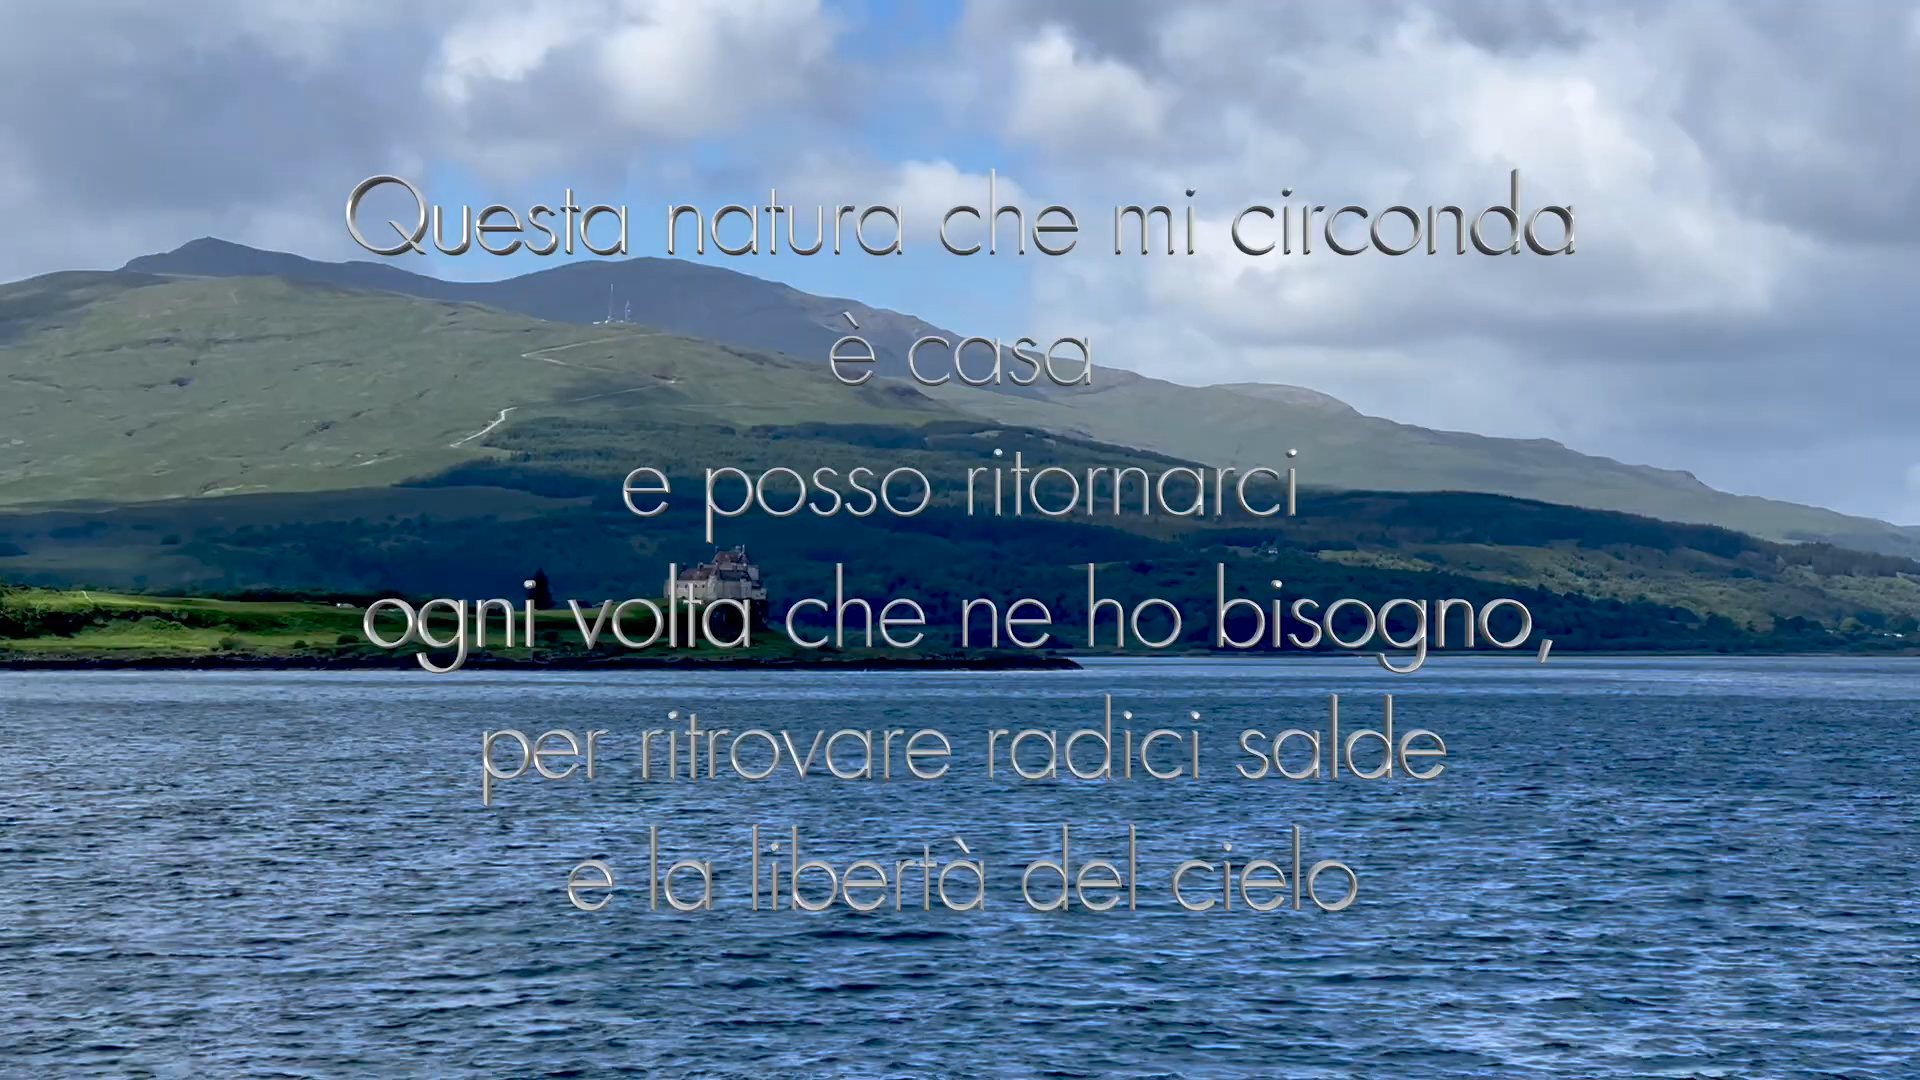 Questa natura che mi circonda
è casa
e posso ritornarci
ogni volta che ne ho bisogno,
per ritrovare radici salde
e la libertà del cielo